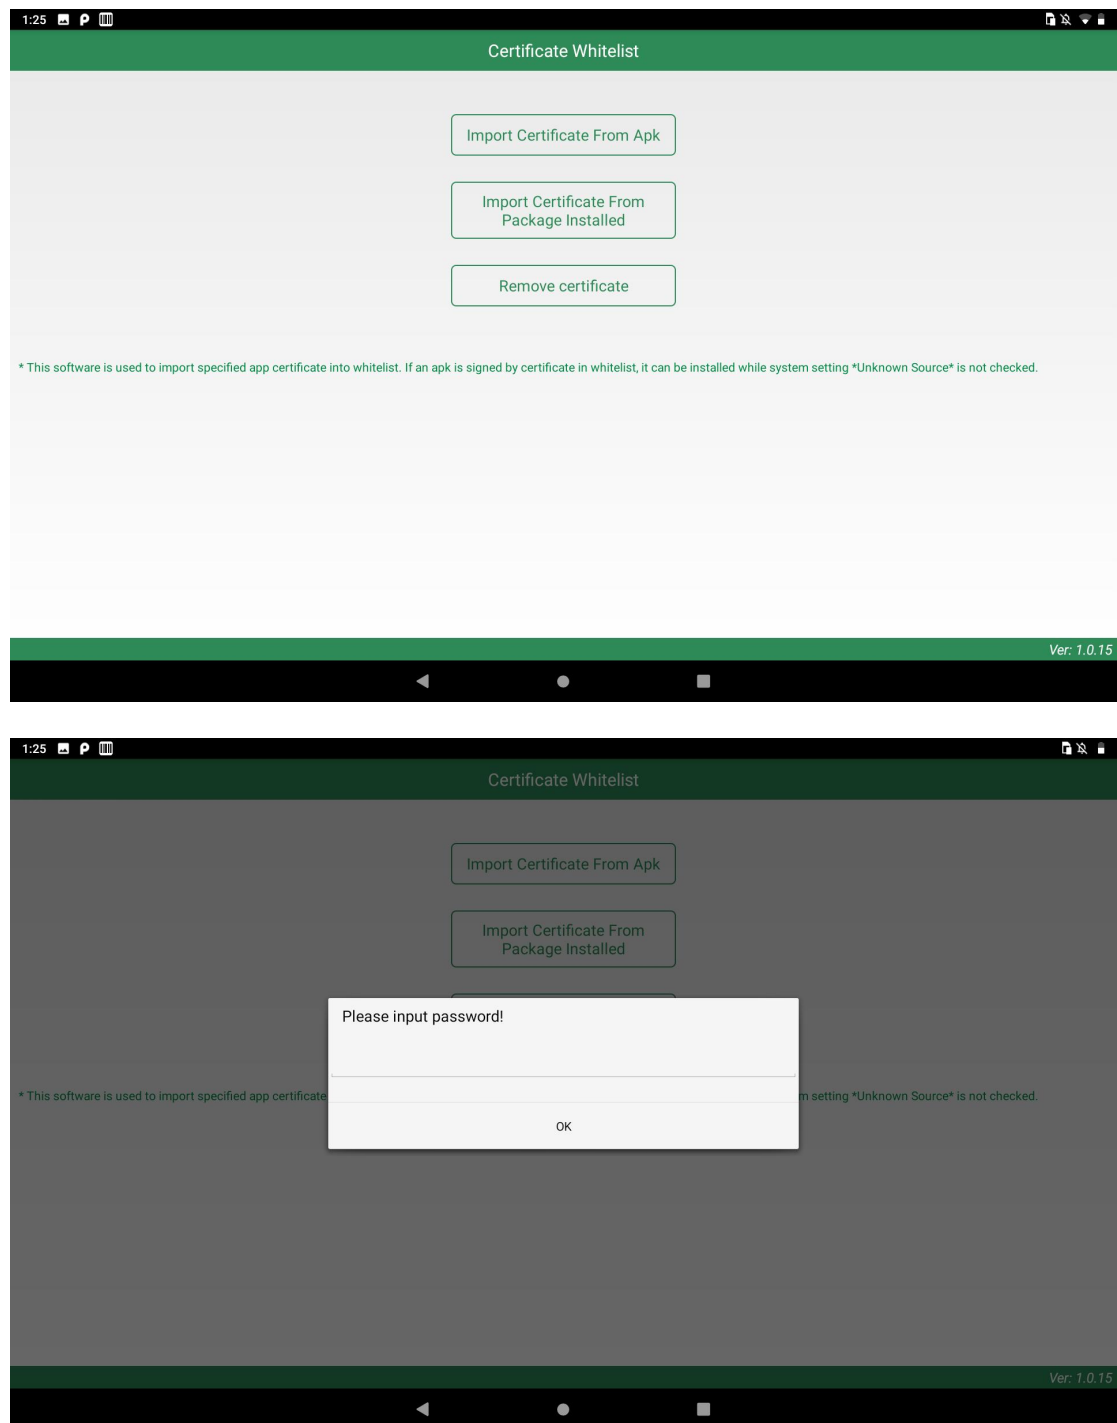 1:25
Certificate Whitelist
Import Certificate From Apk
Import Certificate From
Package Installed
Remove certificate
* This software is used to import specified app certificate into whitelist. If an apk is signed by certificate in whitelist, it can be installed while system setting *Unknown Source* is not checked.
Ver: 1.0.15
1:25
Certificate Whitelist
Import Certificate From Apk
Import Certificate From
Package Installed
Please input password!
* This software is used to import specified app certificate
m setting *Unknown Source* is not checked.
OK
Ver: 1.0.15